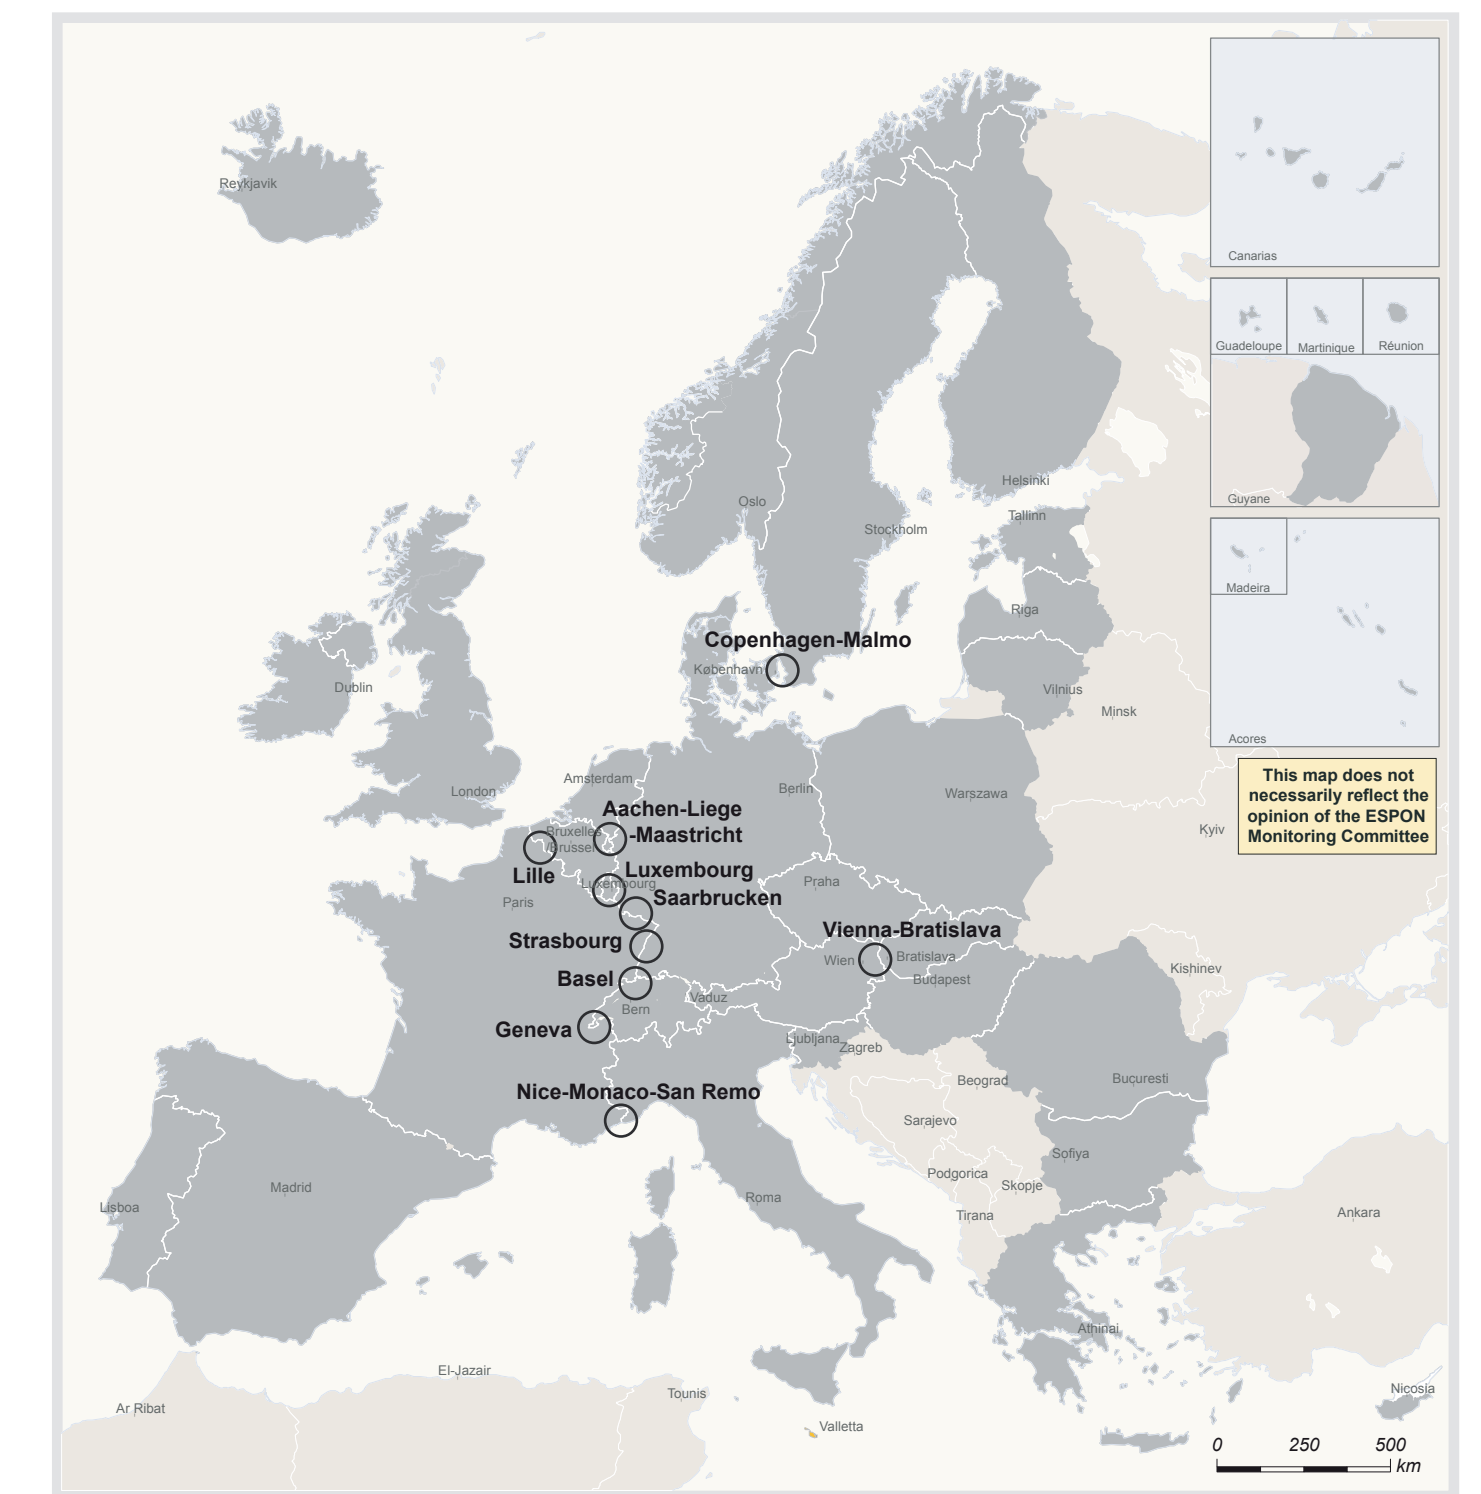 Reykjavik
Canarias
Guadeloupe
Martinique
Réunion
Guyane
Helsinki
Oslo
Tallinn
Stockholm
Madeira
Riga
Copenhagen-Malmo
København
Dublin
Vilnius
Minsk
Acores
Amsterdam
London
Berlin
Warszawa
This map does not
necessarily reflect the
opinion of the ESPON
Monitoring Committee
Aachen-Liege
-Maastricht
Bruxelles
/Brussel
Kyiv
Lille
Luxembourg
Luxembourg
Praha
Saarbrucken
Paris
Vienna-Bratislava
Strasbourg
Wien
Bratislava
Kishinev
Basel
Budapest
Vaduz
Bern
Geneva
Ljubljana
Zagreb
Nice-Monaco-San Remo
Beograd
Bucuresti
Sarajevo
Sofiya
Podgorica
Skopje
Madrid
Roma
Lisboa
Tirana
Ankara
Athinai
El-Jazair
Tounis
Nicosia
Ar Ribat
Valletta
0 250 500
km